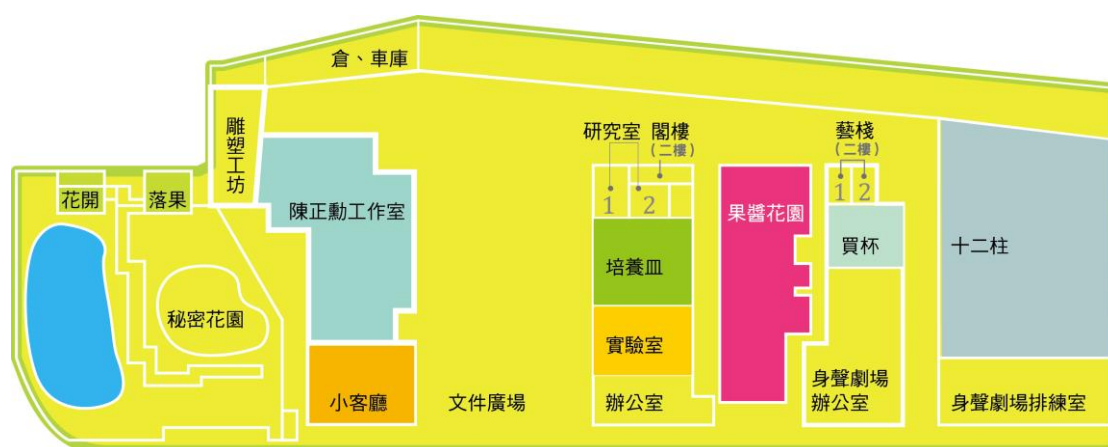 倉、車庫
雕塑工坊
研究室
閣樓
(二樓)
藝棧
(二樓)
1
2
1
2
花開
落果
陳正勳工作室
果醬花園
買杯
十二柱
培養皿
秘密花園
實驗室
小客廳
文件廣場
辦公室
身聲劇場
辦公室
身聲劇場排練室